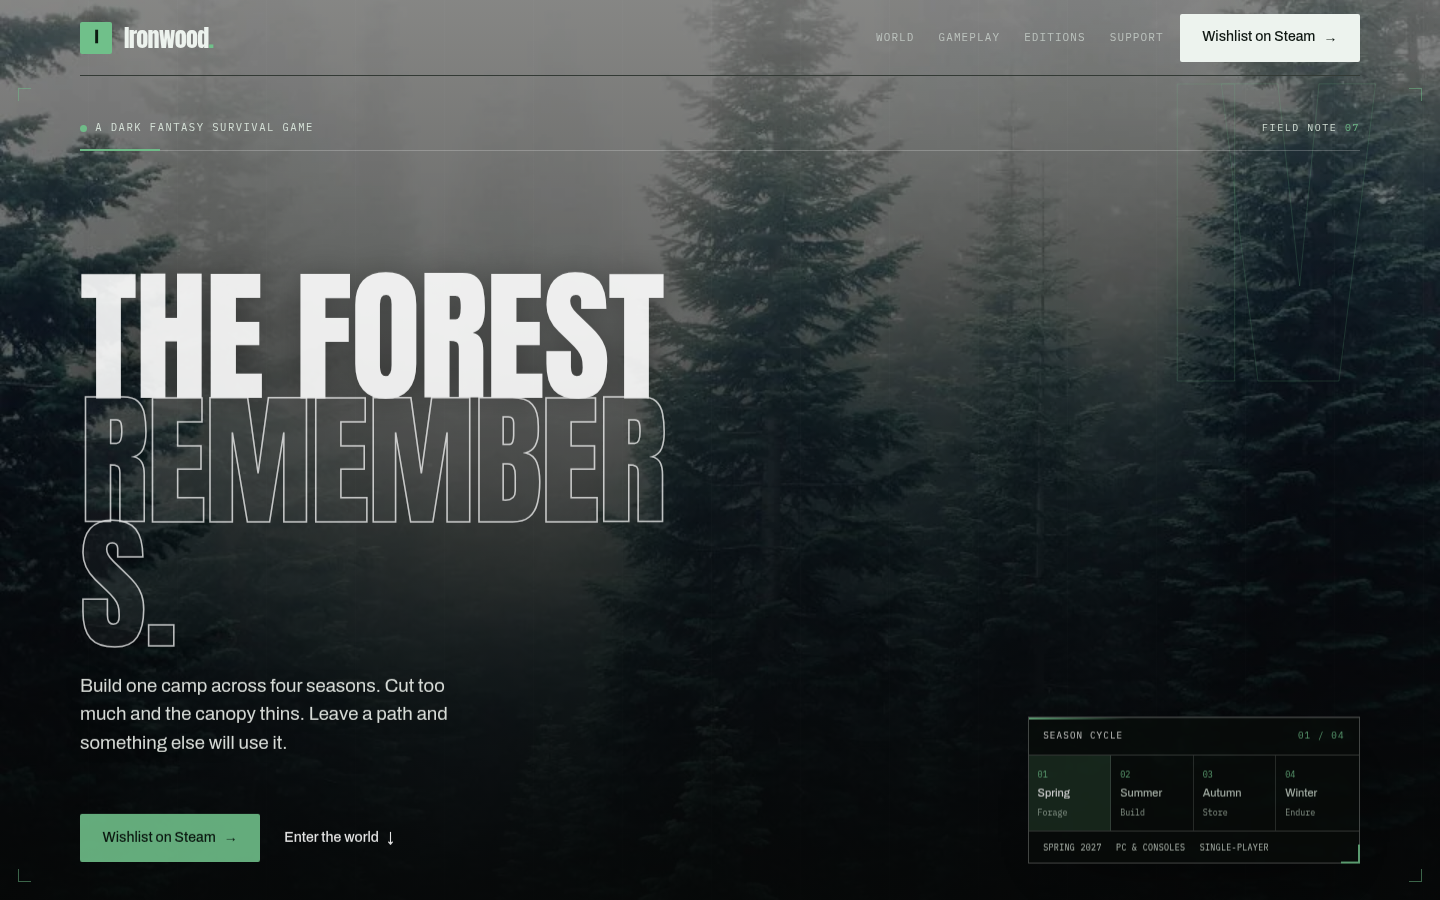 I Ironwood. WORLD GAMEPLAY EDITIONS SUPPORT Wishlist on Steam →
A DARK FANTASY SURVIVAL GAME FIELD NOTE 07
IW
THE FOREST
REMEMBER
S.
Build one camp across four seasons. Cut too
much and the canopy thins. Leave a path and
something else will use it.
Wishlist on Steam → Enter the world ↓
SEASON CYCLE 01 / 04
01 02 03 04
Spring Summer Autumn Winter
Forage Build Store Endure
SPRING 2027 PC & CONSOLES SINGLE-PLAYER